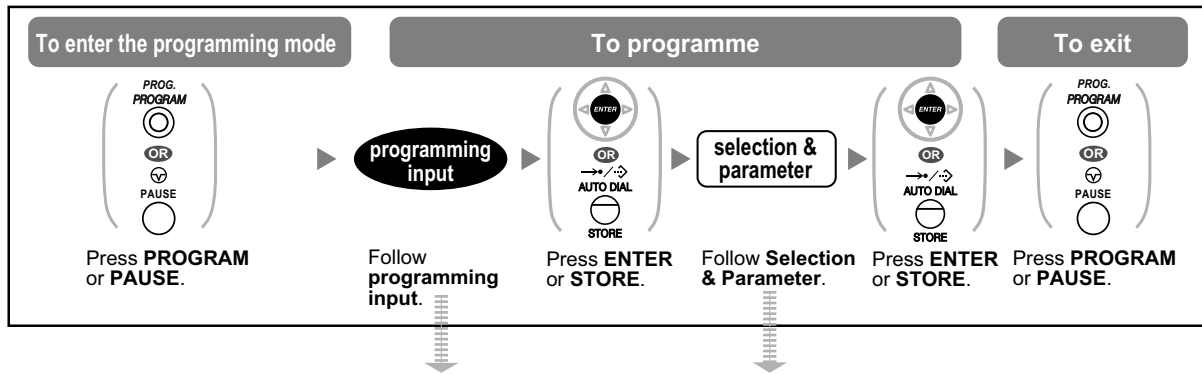 To enter the programming mode
To programme
To exit
PROG.
PROGRAM
OR
PAUSE
Press PROGRAM
or PAUSE.
programming
input
Follow
programming
input.
ENTER
OR
AUTO DIAL
STORE
Press ENTER
or STORE.
selection &
parameter
Follow Selection
& Parameter.
ENTER
OR
AUTO DIAL
STORE
Press ENTER
or STORE.
PROG.
PROGRAM
OR
PAUSE
Press PROGRAM
or PAUSE.